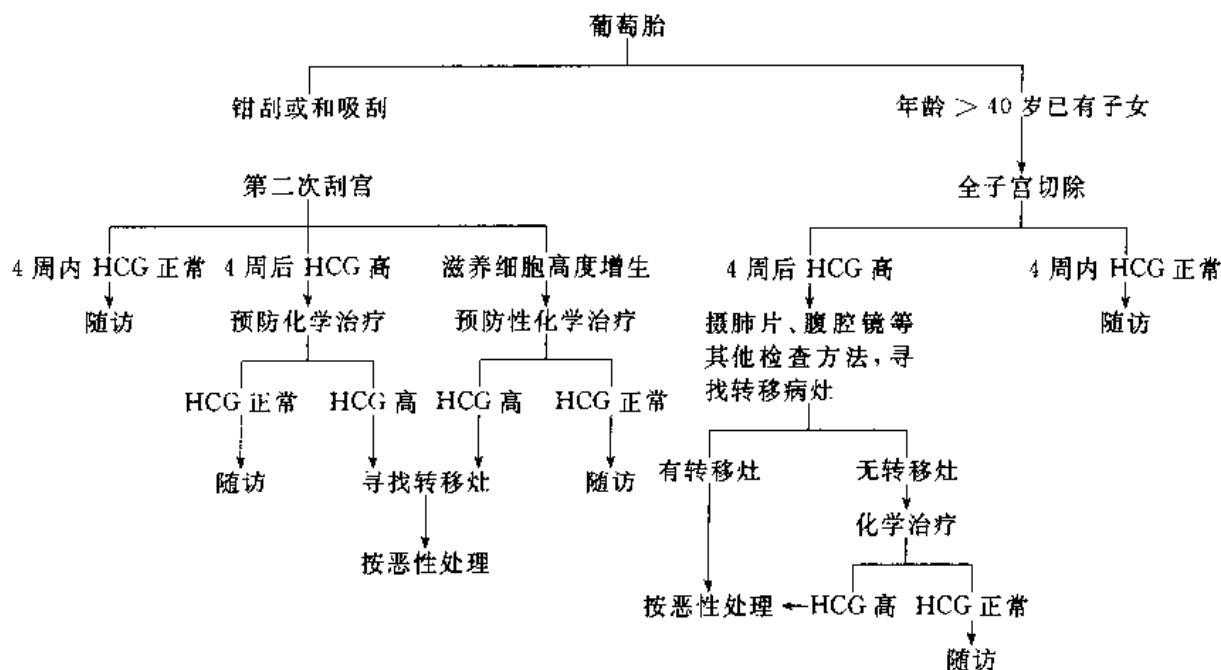 葡萄胎
钳刮或和吸刮
年龄 > 40 岁已有子女
第二次刮宫
全子宫切除
4 周内 HCG 正常
4 周后 HCG 高
滋养细胞高度增生
4 周后 HCG 高
4 周内 HCG 正常
随访
预防化学治疗
预防性化学治疗
摄肺片、腹腔镜等
其他检查方法，寻
找转移病灶
随访
HCG 正常
HCG 高
HCG 高
HCG 正常
随访
寻找转移灶
随访
有转移灶
无转移灶
化学治疗
按恶性处理
按恶性处理
HCG 高
HCG 正常
随访